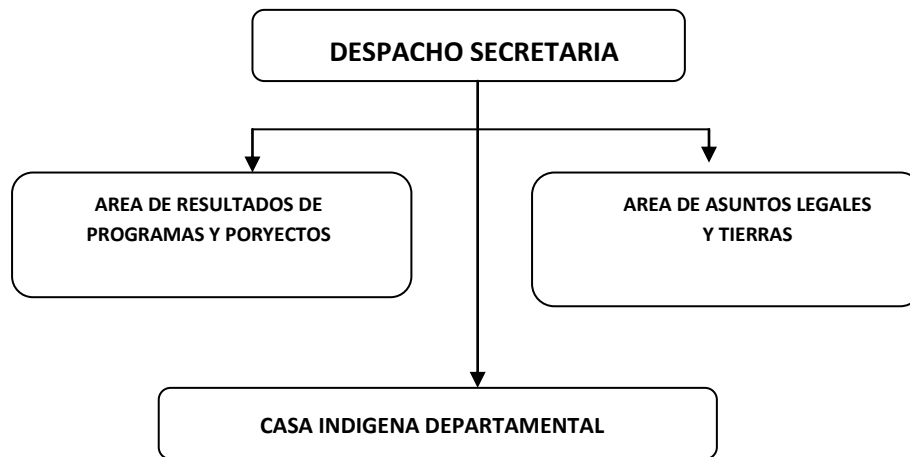 DESPACHO SECRETARIA
AREA DE RESULTADOS DE
PROGRAMAS Y PORYECTOS
AREA DE ASUNTOS LEGALES
Y TIERRAS
CASA INDIGENA DEPARTAMENTAL